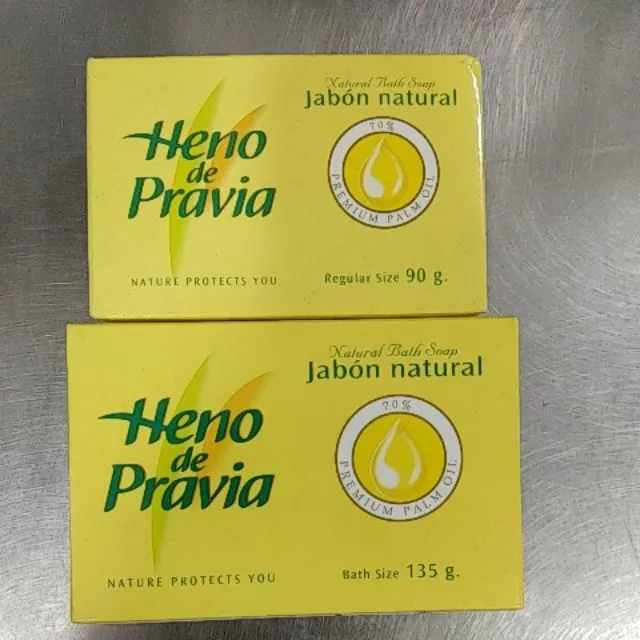 Natural Bath Soap
Jabón natural
Heno
de
Pravia
70%
PREMIUM PALM OIL
NATURE PROTECTS YOU
Regular Size 90 g.
Natural Bath Soap
Jabón natural
Heno
de
Pravia
70%
PREMIUM PALM OIL
NATURE PROTECTS YOU
Bath Size 135 g.